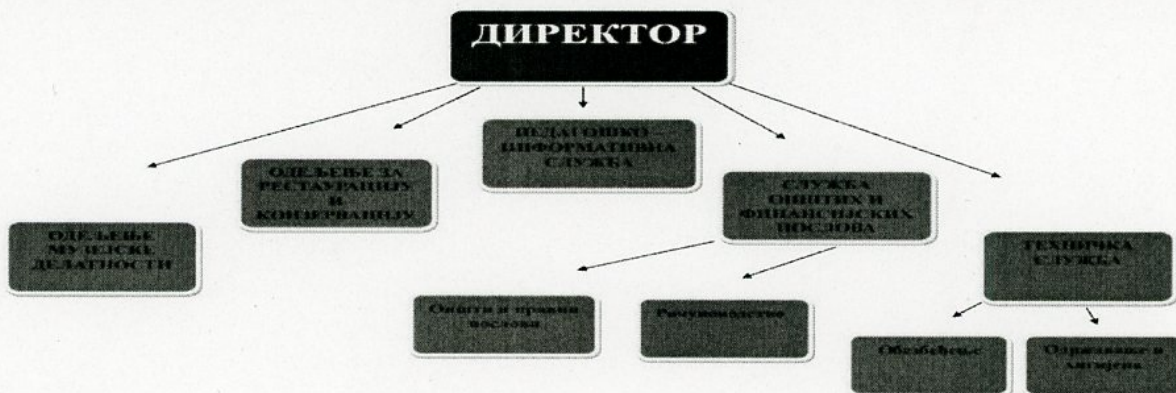 ДИРЕКТОР
ПЕДАГОШКО –
ИНФОРМАТИВНА
СЛУЖБА
ОДЕЉЕЊЕ ЗА
РЕСТАУРАЦИЈУ
И
КОНЗЕРВАЦИЈУ
СЛУЖБА
ОПШТИХ И
ФИНАНСИЈСКИХ
ПОСЛОВА
ОДЕЉЕЊЕ
МУЗЕЈСКЕ
ДЕЛАТНОСТИ
ТЕХНИЧКА
СЛУЖБА
Општи и правни
послови
Рачуноводство
Обезбеђење
Одржавање и
хигијена